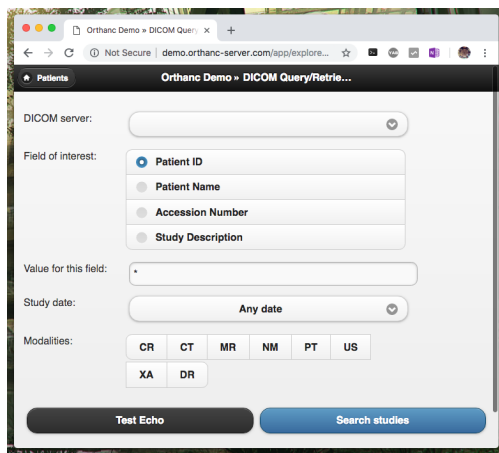 Orthanc Demo » DICOM Query
Not Secure | demo.orthanc-server.com/app/explore...
Patients
Orthanc Demo » DICOM Query/Retrie...
DICOM server:
Field of interest:
Patient ID
Patient Name
Accession Number
Study Description
Value for this field:
*
Study date:
Any date
Modalities:
CR CT MR NM PT US
XA DR
Test Echo
Search studies